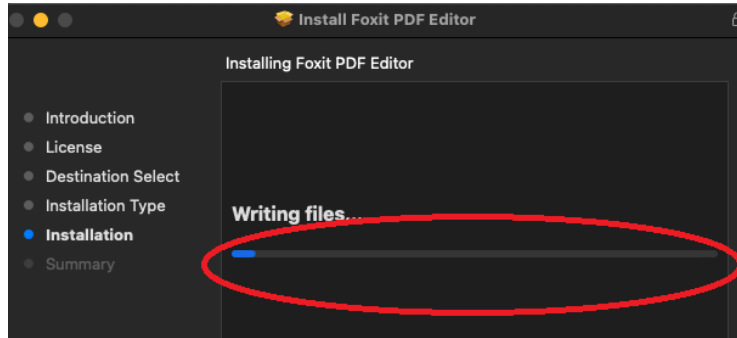 Install Foxit PDF Editor
Installing Foxit PDF Editor
Introduction
License
Destination Select
Installation Type
Installation
Summary
Writing files...